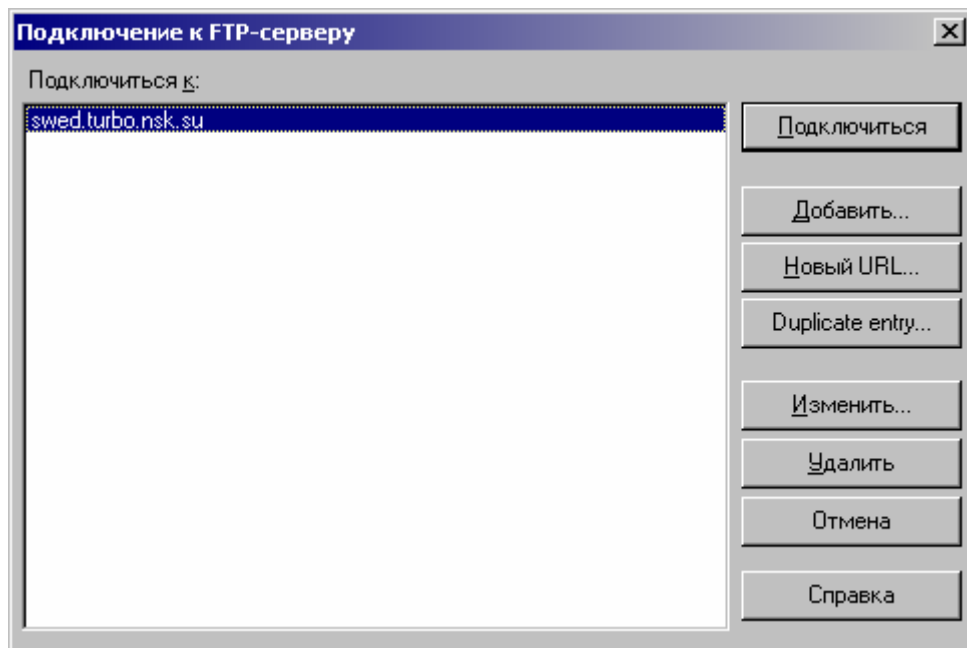 Подключение к FTP-серверу
Подключиться к:
swed.turbo.nsk.su
Подключиться
Добавить...
Новый URL...
Duplicate entry...
Изменить...
Удалить
Отмена
Справка